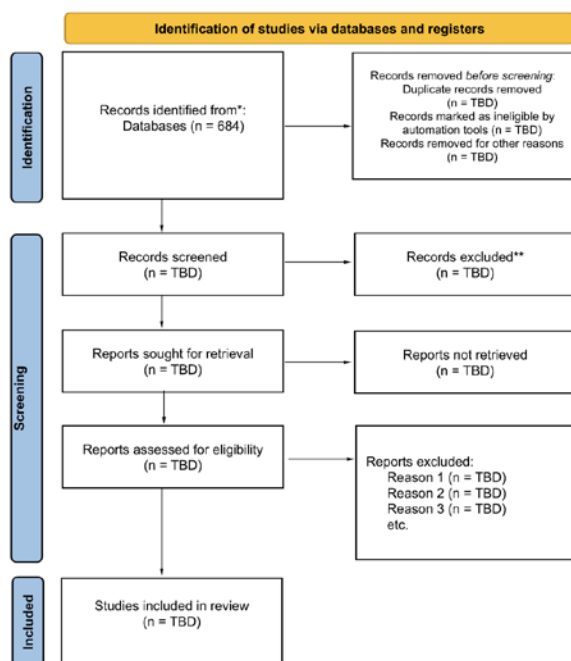 Identification of studies via databases and registers
Identification
Records identified from*:
Databases (n = 684)
Records removed before screening:
Duplicate records removed
(n = TBD)
Records marked as ineligible by
automation tools (n = TBD)
Records removed for other reasons
(n = TBD)
Screening
Records screened
(n = TBD)
Records excluded**
(n = TBD)
Reports sought for retrieval
(n = TBD)
Reports not retrieved
(n = TBD)
Reports assessed for eligibility
(n = TBD)
Reports excluded:
Reason 1 (n = TBD)
Reason 2 (n = TBD)
Reason 3 (n = TBD)
etc.
Included
Studies included in review
(n = TBD)